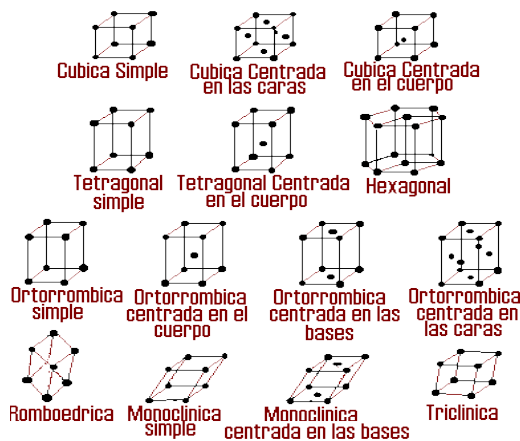 Cubica Simple
Cubica Centrada
en las caras
Cubica Centrada
en el cuerpo
Tetragonal
simple
Tetragonal Centrada
en el cuerpo
Hexagonal
Ortorrombica
simple
Ortorrombica
centrada en el
cuerpo
Ortorrombica
centrada en las
bases
Ortorrombica
centrada en
las caras
Romboedrica
Monoclinica
simple
Monoclinica
centrada en las bases
Triclinica